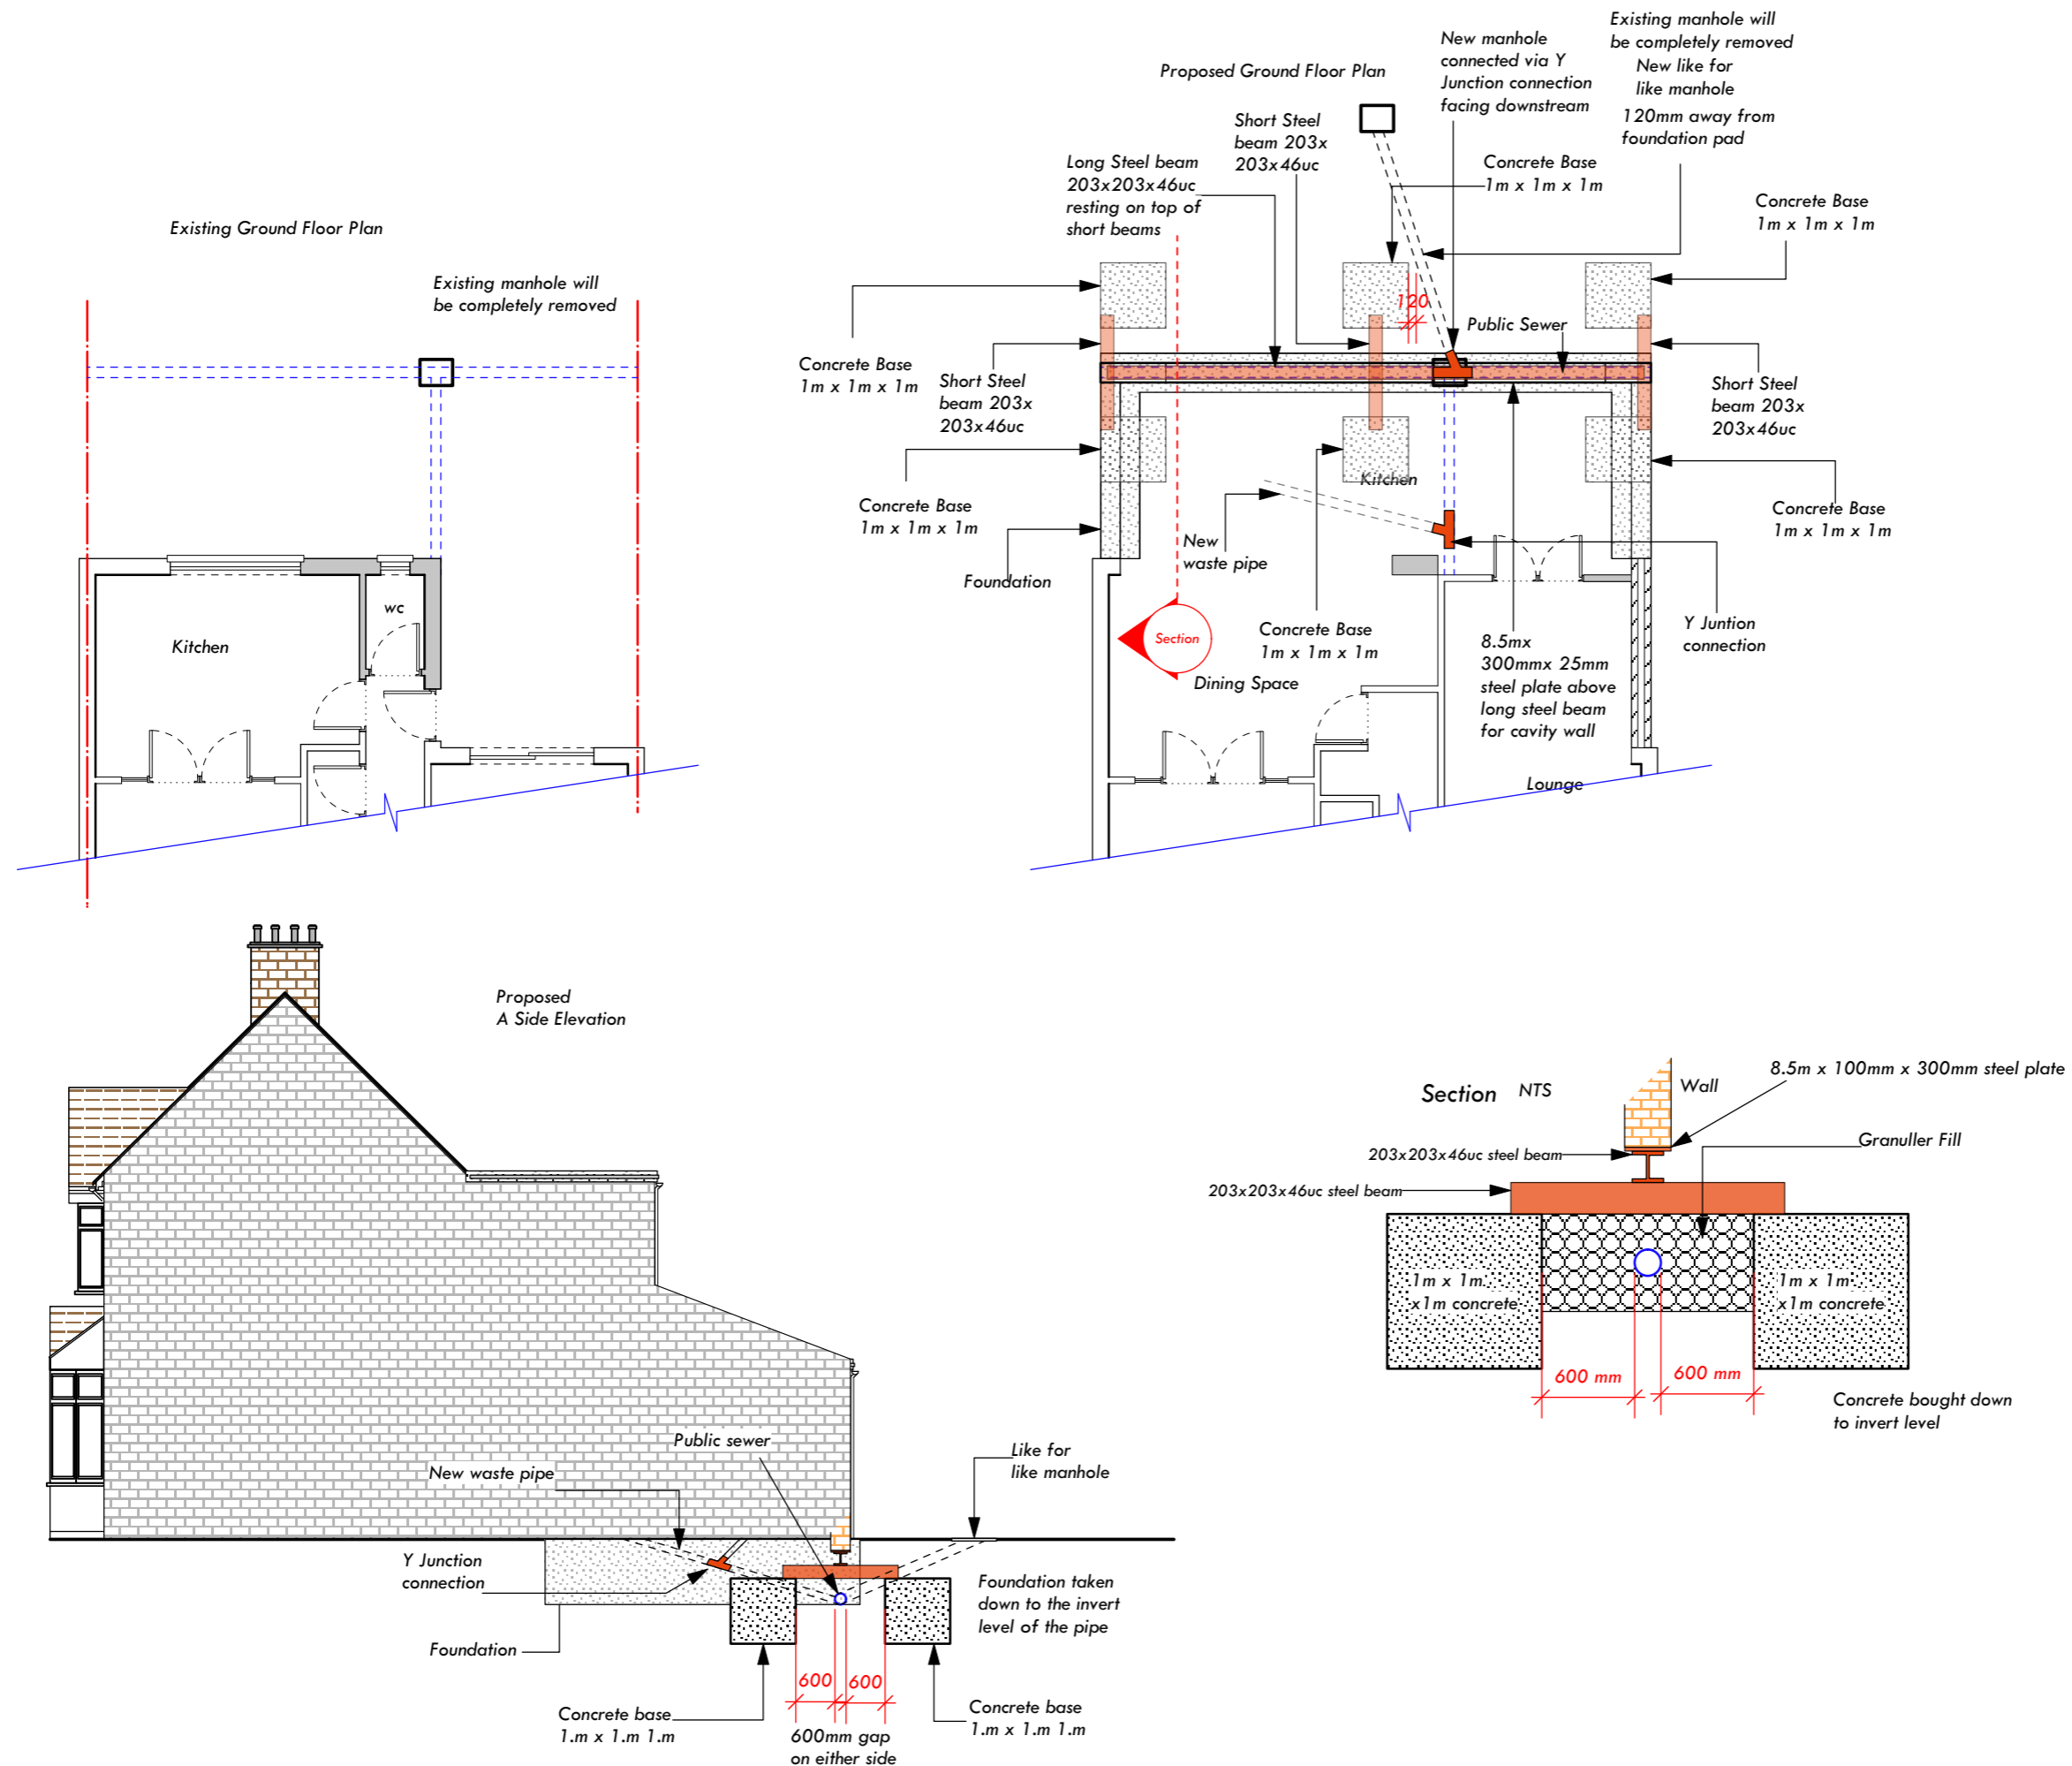 Existing Ground Floor Plan
Existing manhole will
be completely removed
wc
Kitchen
Proposed Ground Floor Plan
New manhole
connected via Y
Junction connection
facing downstream
Existing manhole will
be completely removed
New like for
like manhole
120mm away from
foundation pad
Short Steel
beam 203x
203x46uc
Long Steel beam
203x203x46uc
resting on top of
short beams
Concrete Base
1m x 1m x 1m
Concrete Base
1m x 1m x 1m
120
Public Sewer
Concrete Base
1m x 1m x 1m
Short Steel
beam 203x
203x46uc
Short Steel
beam 203x
203x46uc
Concrete Base
1m x 1m x 1m
Kitchen
Concrete Base
1m x 1m x 1m
New
waste pipe
Foundation
Section
Concrete Base
1m x 1m x 1m
Dining Space
8.5mx
300mmx 25mm
steel plate above
long steel beam
for cavity wall
Y Juntion
connection
Lounge
Proposed
A Side Elevation
Public sewer
New waste pipe
Like for
like manhole
Y Junction
connection
Foundation taken
down to the invert
level of the pipe
Foundation
600
600
Concrete base
1.m x 1.m 1.m
600mm gap
on either side
Concrete base
1.m x 1.m 1.m
Section NTS
Wall
8.5m x 100mm x 300mm steel plate
Granuller Fill
203x203x46uc steel beam
203x203x46uc steel beam
1m x 1m
x1m concrete
1m x 1m
x1m concrete
600 mm
600 mm
Concrete bought down
to invert level